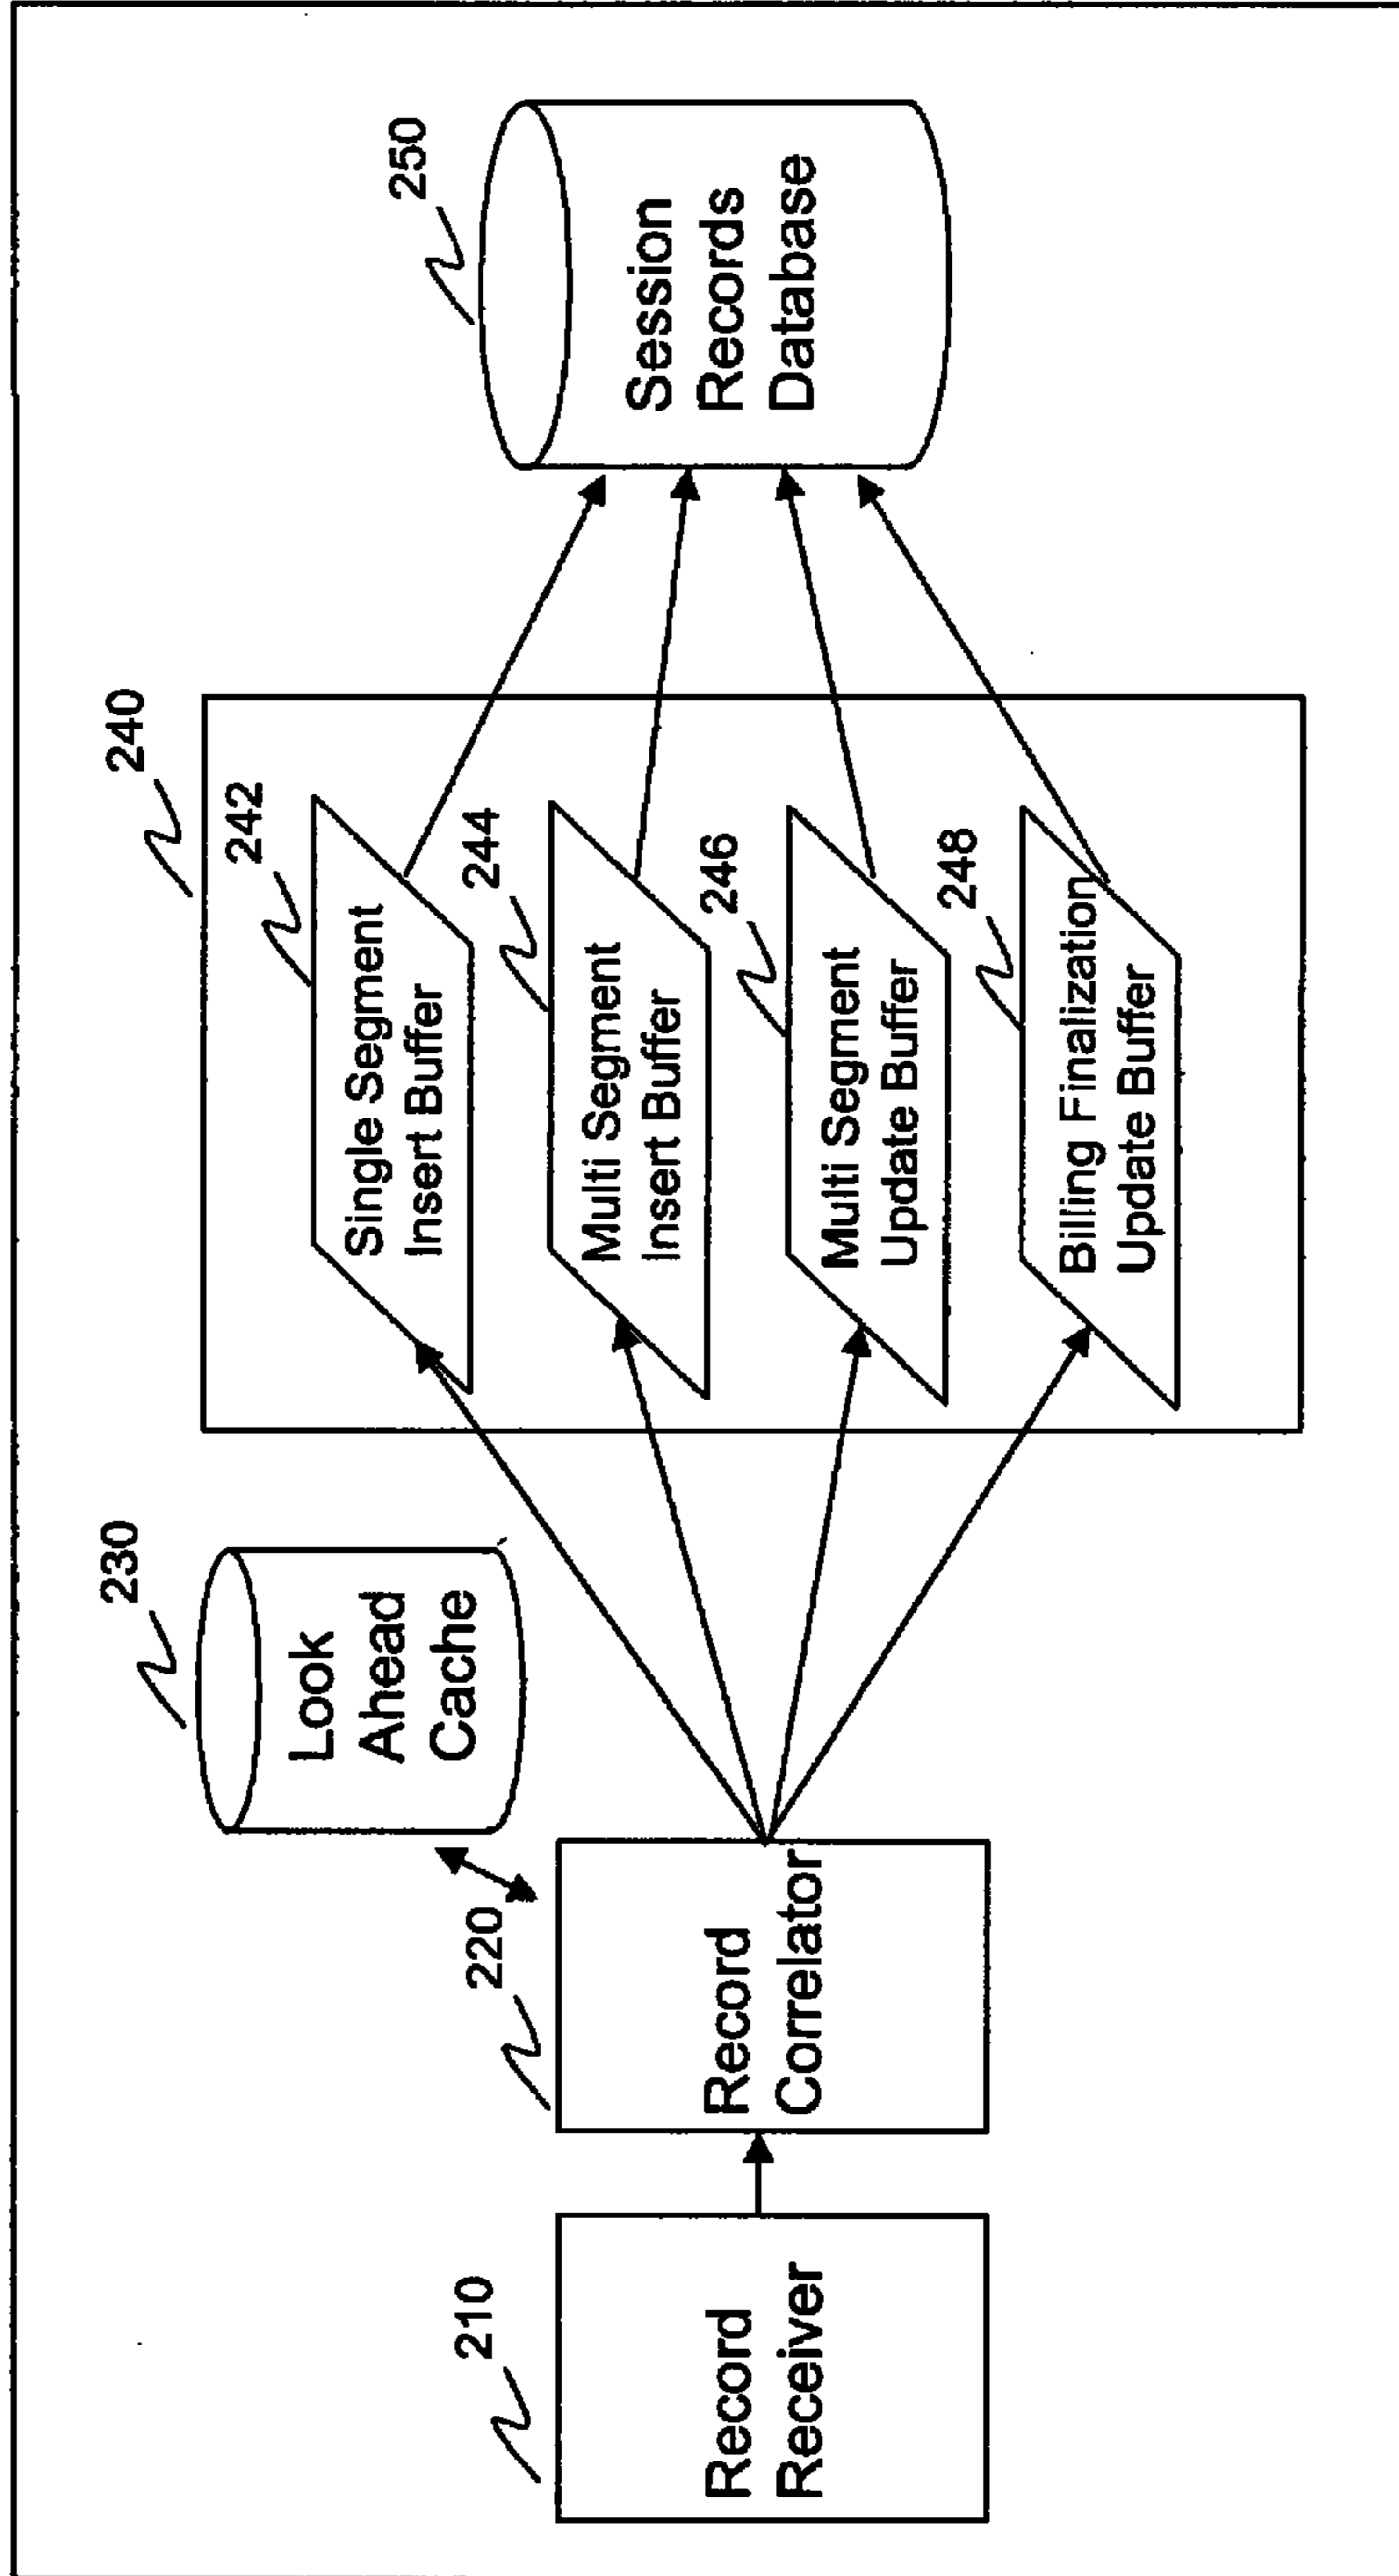 210
Record
Receiver
220
Record
Correlator
230
Look
Ahead
Cache
240
242
Single Segment
Insert Buffer
244
Multi Segment
Insert Buffer
246
Multi Segment
Update Buffer
248
Billing Finalization
Update Buffer
250
Session
Records
Database